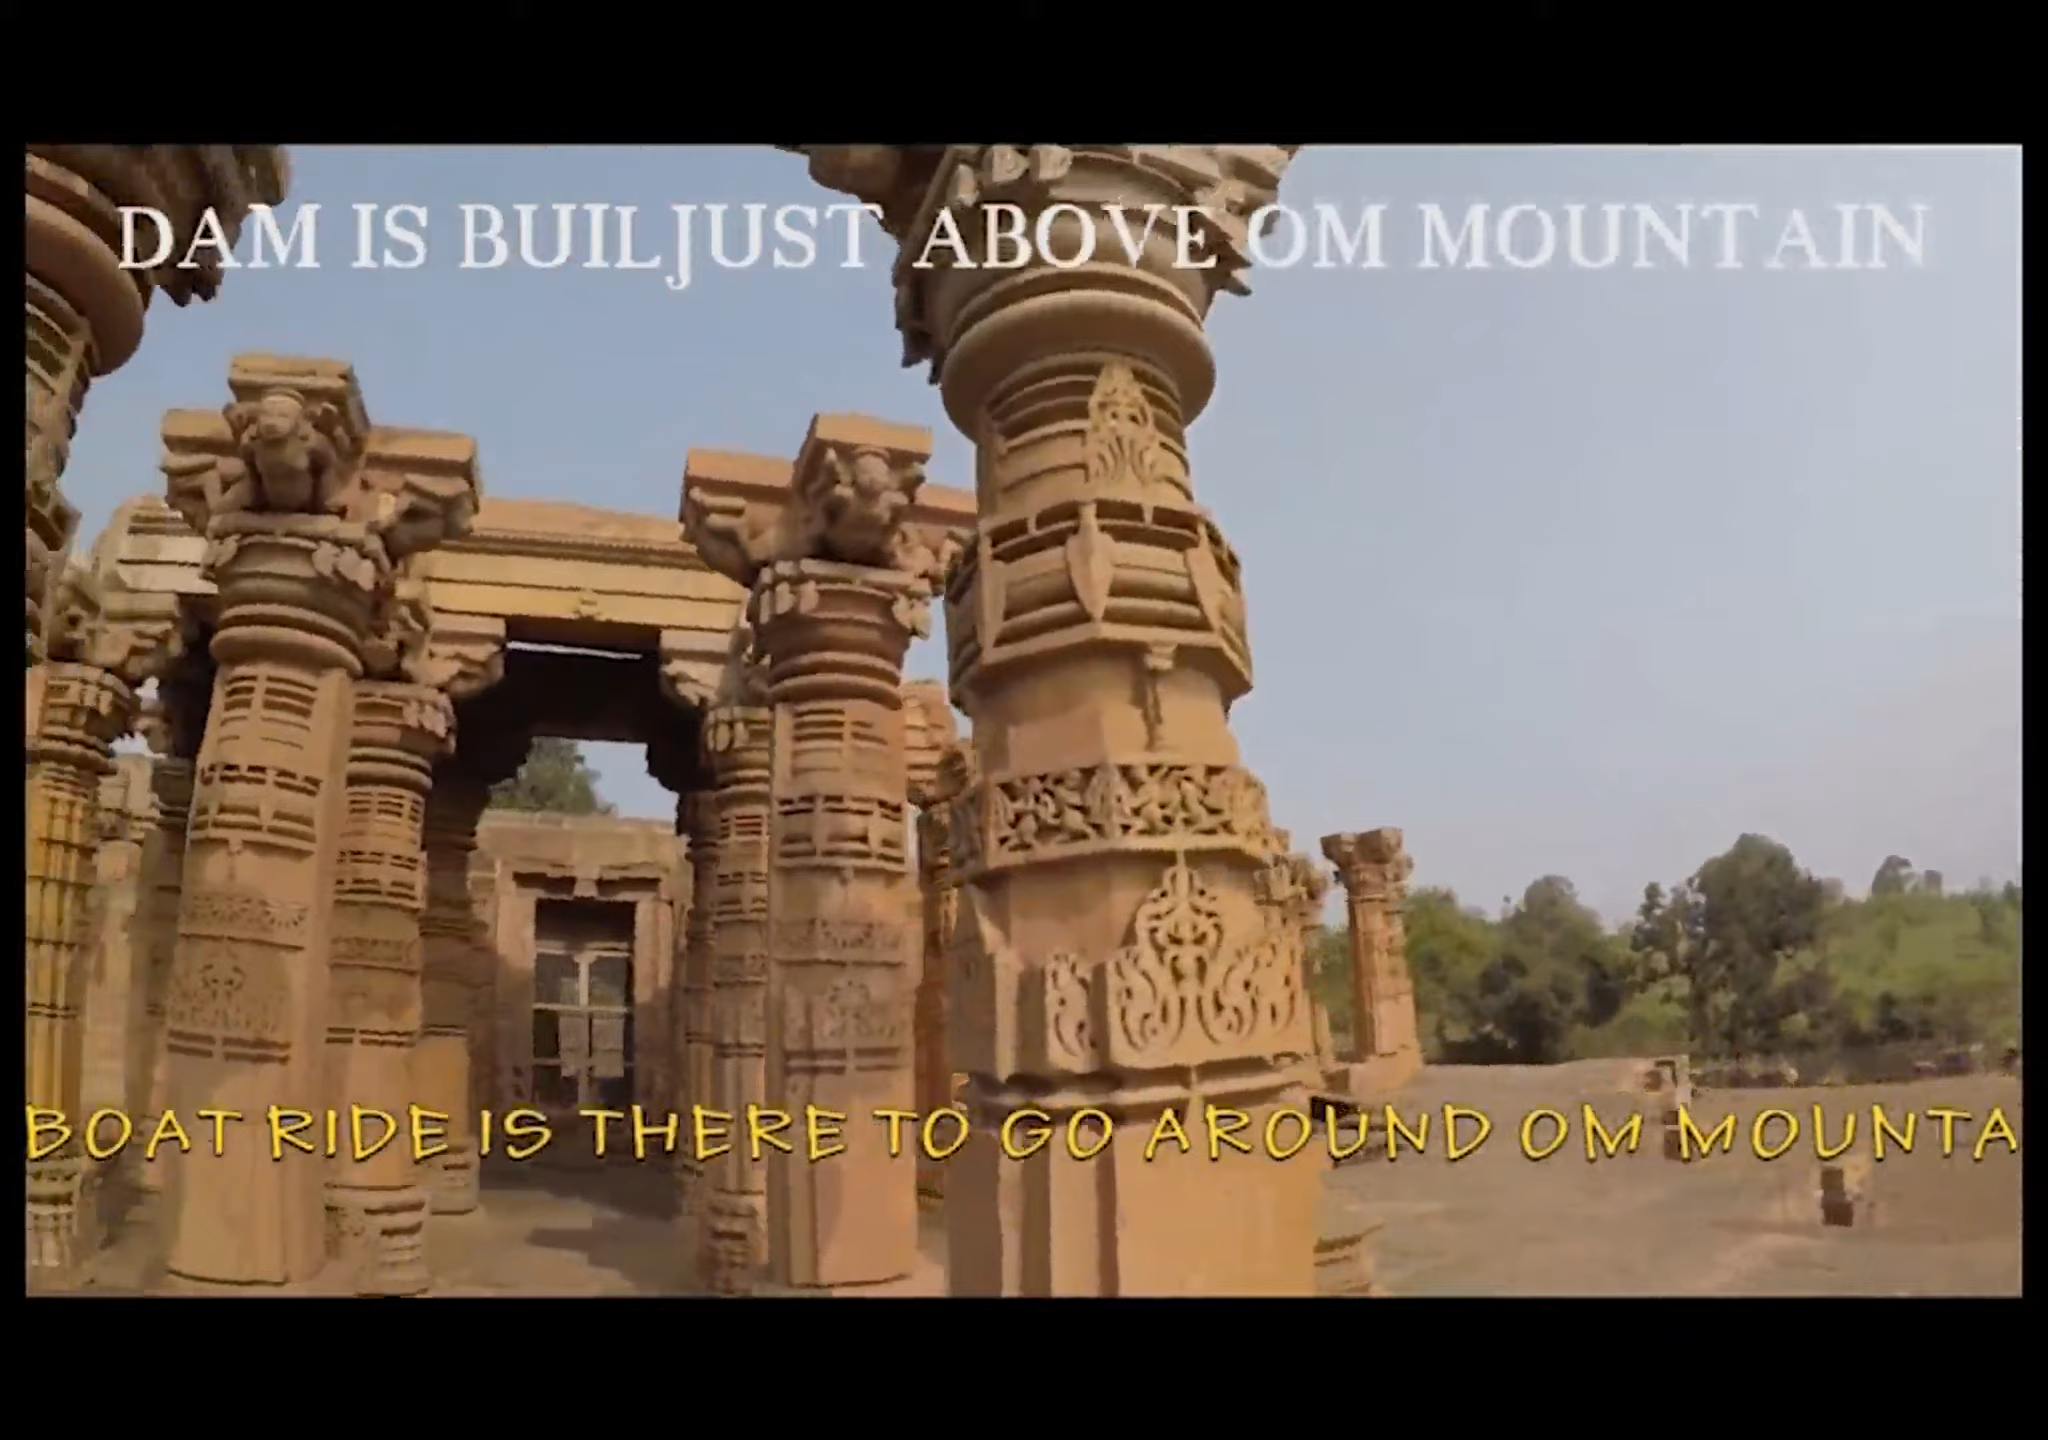 DAM IS BUILJUST ABOVE OM MOUNTAIN
BOAT RIDE IS THERE TO GO AROUND OM MOUNTA